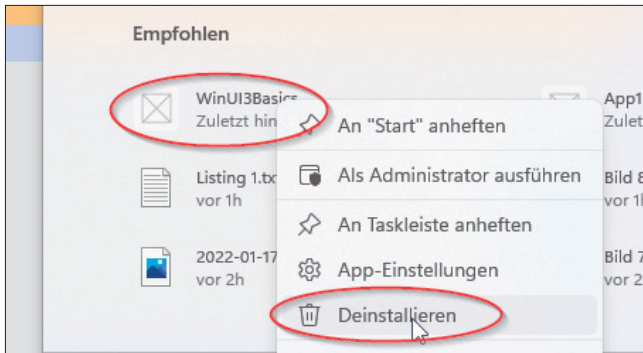 Empfohlen
WinUI3Basics
Zuletzt hin
App1
Zulet
An "Start" anheften
Als Administrator ausführen
Listing 1.tx
vor 1h
Bild 8
vor 1h
An Taskleiste anheften
2022-01-17
vor 2h
Bild 7
vor 2
App-Einstellungen
Deinstallieren